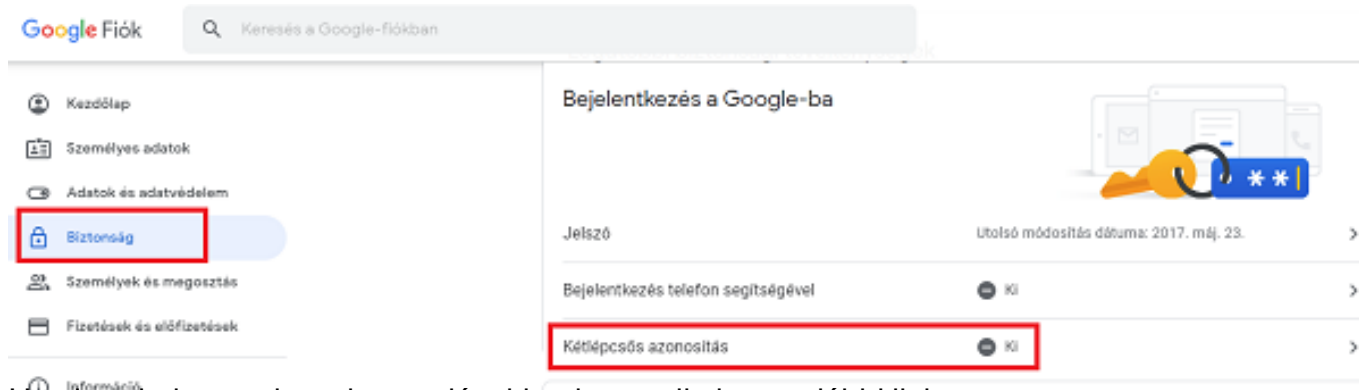 Google Fiók
Keresés a Google-fiókban
Kezdőlap
Személyes adatok
Adatok és adatvédelem
Biztonság
Személyek és megosztás
Fizetések és előfizetések
Információ
Bejelentkezés a Google-ba
**
Jelszó
Utolsó módosítás dátuma: 2017. máj. 23.
Bejelentkezés telefon segítségével
Ki
Kétlépcsős azonosítás
Ki